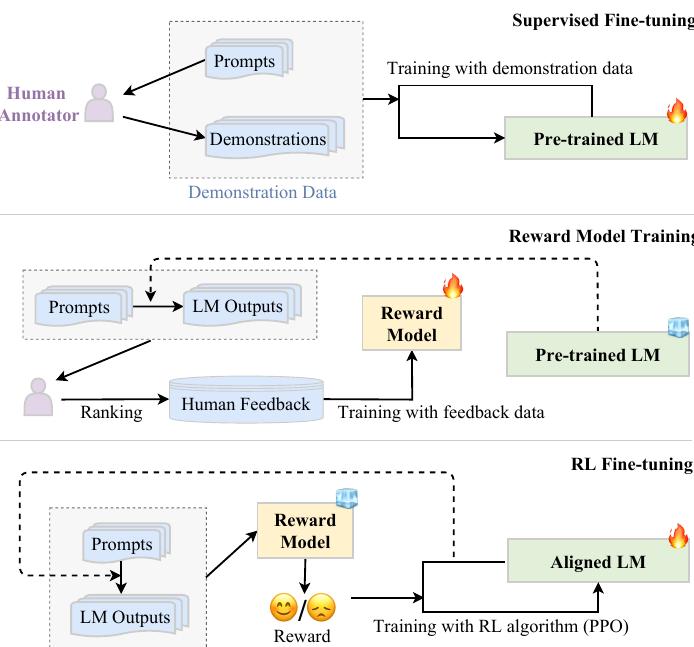 Supervised Fine-tuning
Prompts
Training with demonstration data
Human
Annotator
Demonstrations
Pre-trained LM
Demonstration Data
Reward Model Training
Prompts
LM Outputs
Reward
Model
Pre-trained LM
Human Feedback
Ranking
Training with feedback data
RL Fine-tuning
Prompts
Reward
Model
Aligned LM
LM Outputs
/
Reward
Training with RL algorithm (PPO)